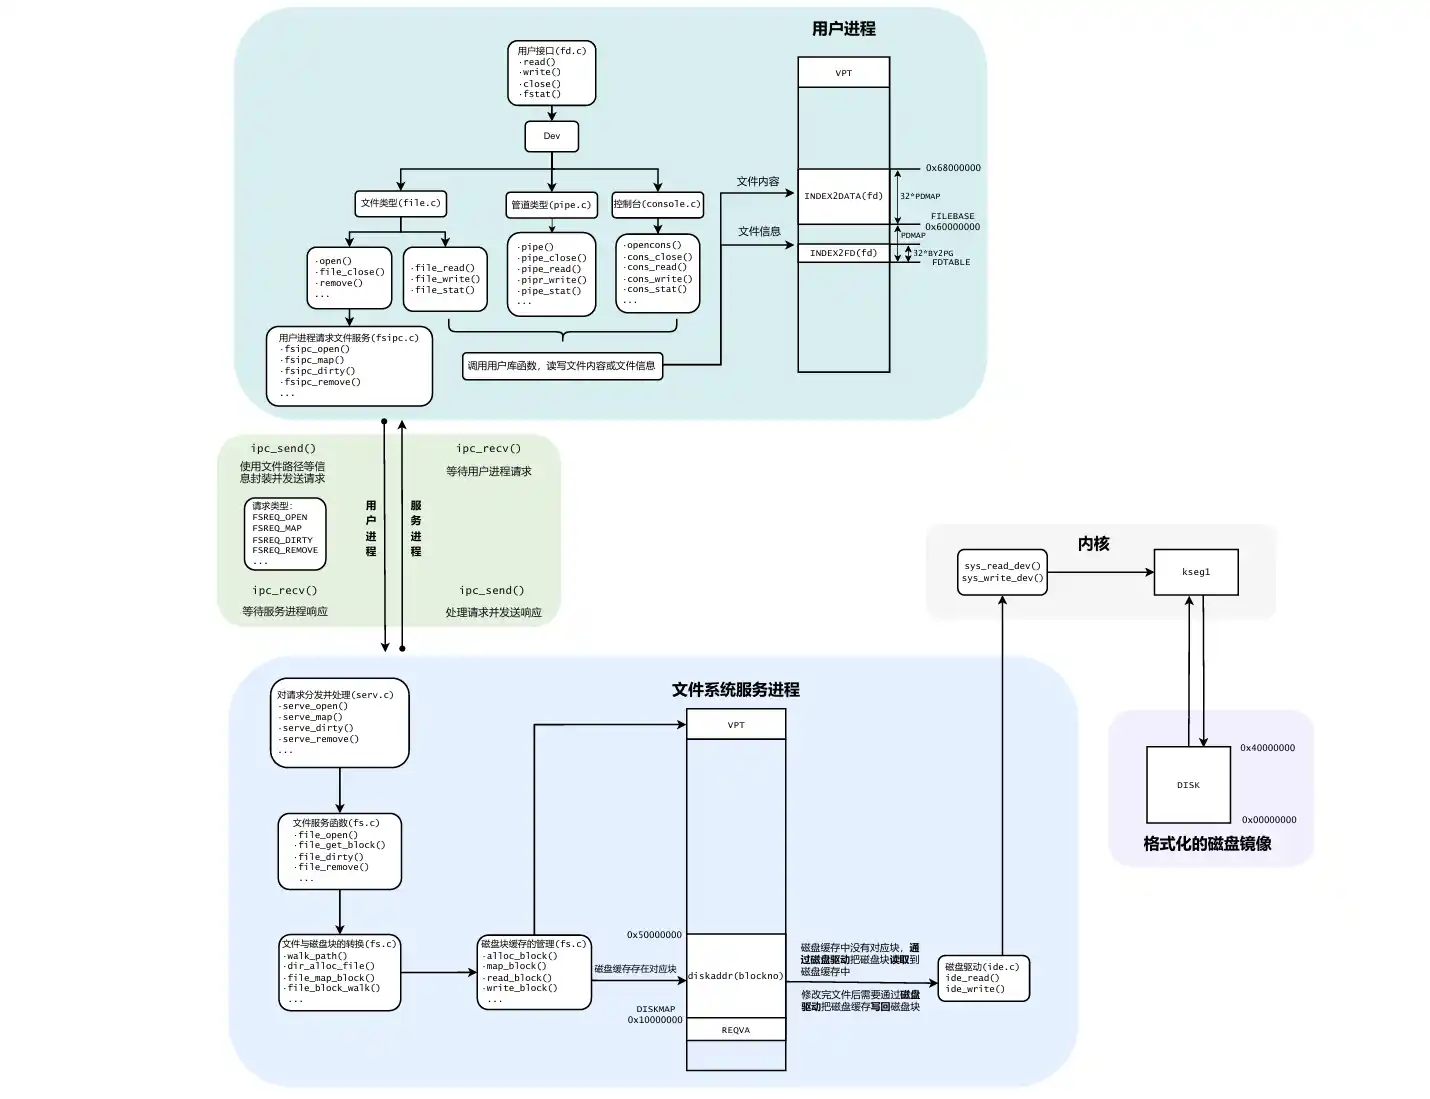 用户进程
用户接口(fd.c)
·read()
·write()
·close()
·fstat()
Dev
文件类型(file.c)
管道类型(pipe.c)
控制台(console.c)
·open()
·file_close()
·remove()
...
·file_read()
·file_write()
·file_stat()
·pipe()
·pipe_close()
·pipe_read()
·pipr_write()
·pipe_stat()
...
·opencons()
·cons_close()
·cons_read()
·cons_write()
·cons_stat()
...
用户进程请求文件服务(fsipc.c)
·fsipc_open()
·fsipc_map()
·fsipc_dirty()
·fsipc_remove()
...
调用用户库函数，读写文件内容或文件信息
文件内容
文件信息
VPT
0x68000000
INDEX2DATA(fd)
32*PDMAP
FILEBASE
0x60000000
PDMAP
INDEX2FD(fd)
32*BY2PG
FDTABLE
ipc_send()
使用文件路径等信
息封装并发送请求
请求类型:
FSREQ_OPEN
FSREQ_MAP
FSREQ_DIRTY
FSREQ_REMOVE
...
ipc_recv()
等待服务进程响应
用户进程
服务进程
ipc_recv()
等待用户进程请求
ipc_send()
处理请求并发送响应
内核
sys_read_dev()
sys_write_dev()
kseg1
0x40000000
DISK
0x00000000
格式化的磁盘镜像
文件系统服务进程
对请求分发并处理(serv.c)
·serve_open()
·serve_map()
·serve_dirty()
·serve_remove()
...
文件服务函数(fs.c)
·file_open()
·file_get_block()
·file_dirty()
·file_remove()
...
文件与磁盘块的转换(fs.c)
·walk_path()
·dir_alloc_file()
·file_map_block()
·file_block_walk()
...
磁盘块缓存的管理(fs.c)
·alloc_block()
·map_block()
·read_block()
·write_block()
...
磁盘缓存存在对应块
VPT
0x50000000
diskaddr(blockno)
DISKMAP
0x10000000
REQVA
磁盘缓存中没有对应块，通
过磁盘驱动把磁盘块读取到
磁盘缓存中
修改完文件后需要通过磁盘
驱动把磁盘缓存写回磁盘块
磁盘驱动(ide.c)
ide_read()
ide_write()